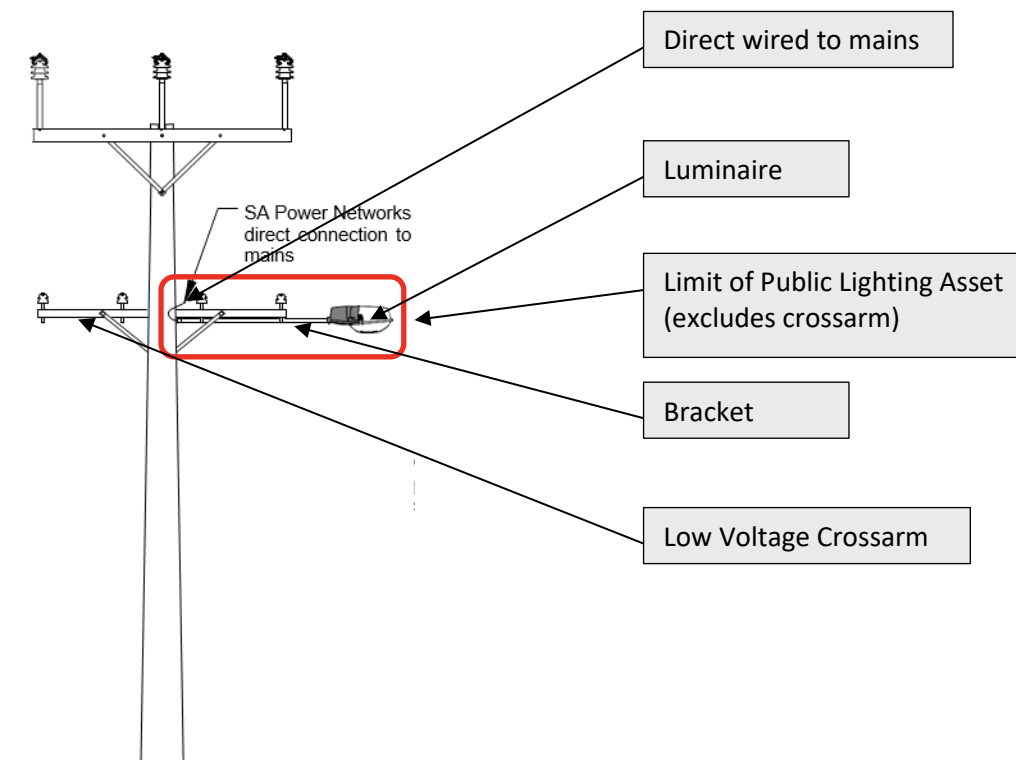 Direct wired to mains
Luminaire
SA Power Networks
direct connection to
mains
Limit of Public Lighting Asset
(excludes crossarm)
Bracket
Low Voltage Crossarm